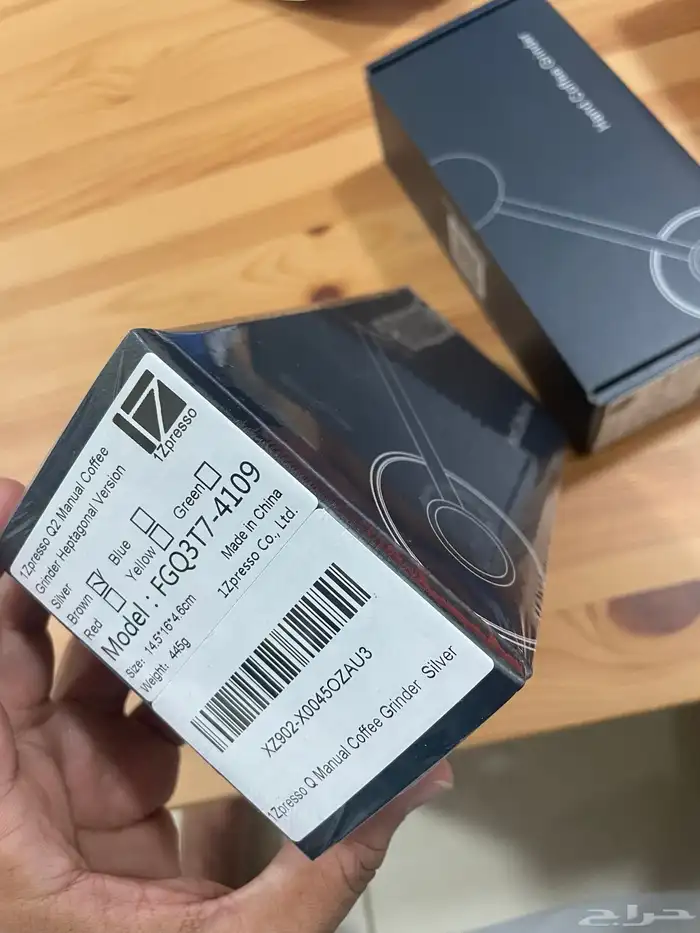 1Zpresso
1Zpresso Q2 Manual Coffee
Grinder Heptagonal Version
Silver
Brown Blue Green
Red Yellow
Model : FGQ3T7-4109
Size: 14.5*16*4.6cm
Weight: 445g
Made in China
1Zpresso Co., Ltd.
XZ902-X0045OZAU3
1Zpresso Q Manual Coffee Grinder Silver
Hand Coffee Grinder
حراج